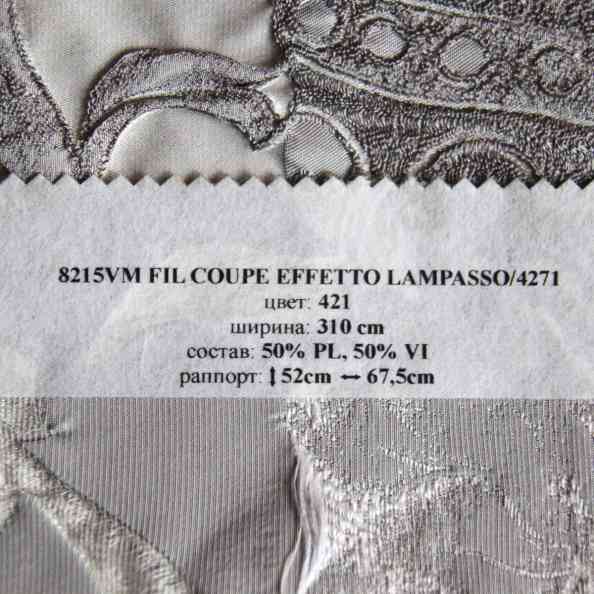 8215VM FIL COUPE EFFETTO LAMPASSO/4271
цвет: 421
ширина: 310 cm
состав: 50% PL, 50% VI
раппорт: ↕ 52cm ↔ 67,5cm